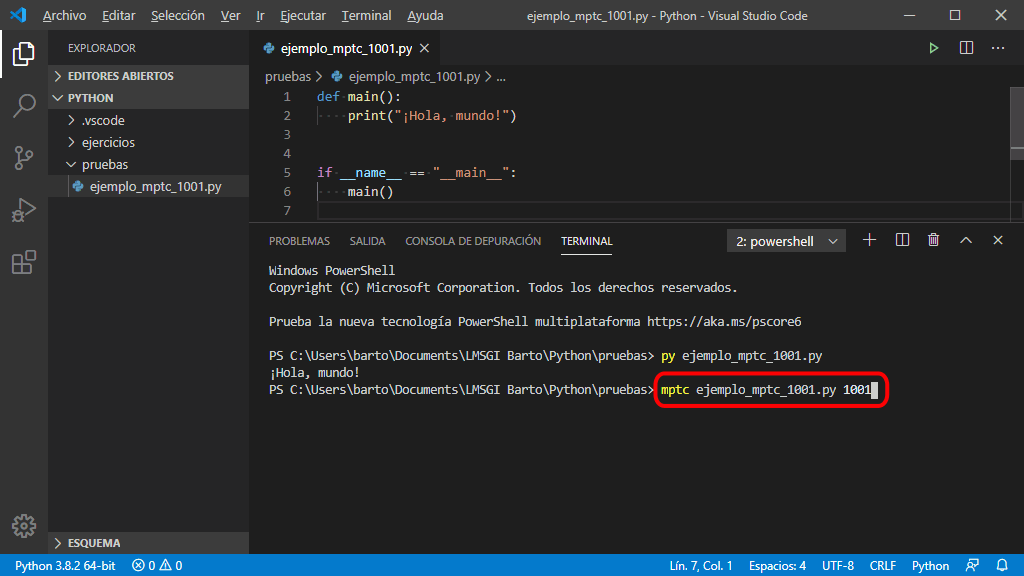 Archivo Editar Selección Ver Ir Ejecutar Terminal Ayuda ejemplo_mptc_1001.py - Python - Visual Studio Code
EXPLORADOR
EDITORES ABIERTOS
PYTHON
.vscode
ejercicios
pruebas
ejemplo_mptc_1001.py
ESQUEMA
ejemplo_mptc_1001.py
pruebas > ejemplo_mptc_1001.py > ...
1 def main():
2 ····print("¡Hola, mundo!")
3
4
5 if __name__ == "__main__":
6 ····main()
7
PROBLEMAS SALIDA CONSOLA DE DEPURACIÓN TERMINAL 2: powershell
Windows PowerShell
Copyright (C) Microsoft Corporation. Todos los derechos reservados.
Prueba la nueva tecnología PowerShell multiplataforma https://aka.ms/pscore6
PS C:\Users\barto\Documents\LMSGI Barto\Python\pruebas> py ejemplo_mptc_1001.py
¡Hola, mundo!
PS C:\Users\barto\Documents\LMSGI Barto\Python\pruebas> mptc ejemplo_mptc_1001.py 1001
Python 3.8.2 64-bit 0 0 Lín. 7, Col. 1 Espacios: 4 UTF-8 CRLF Python